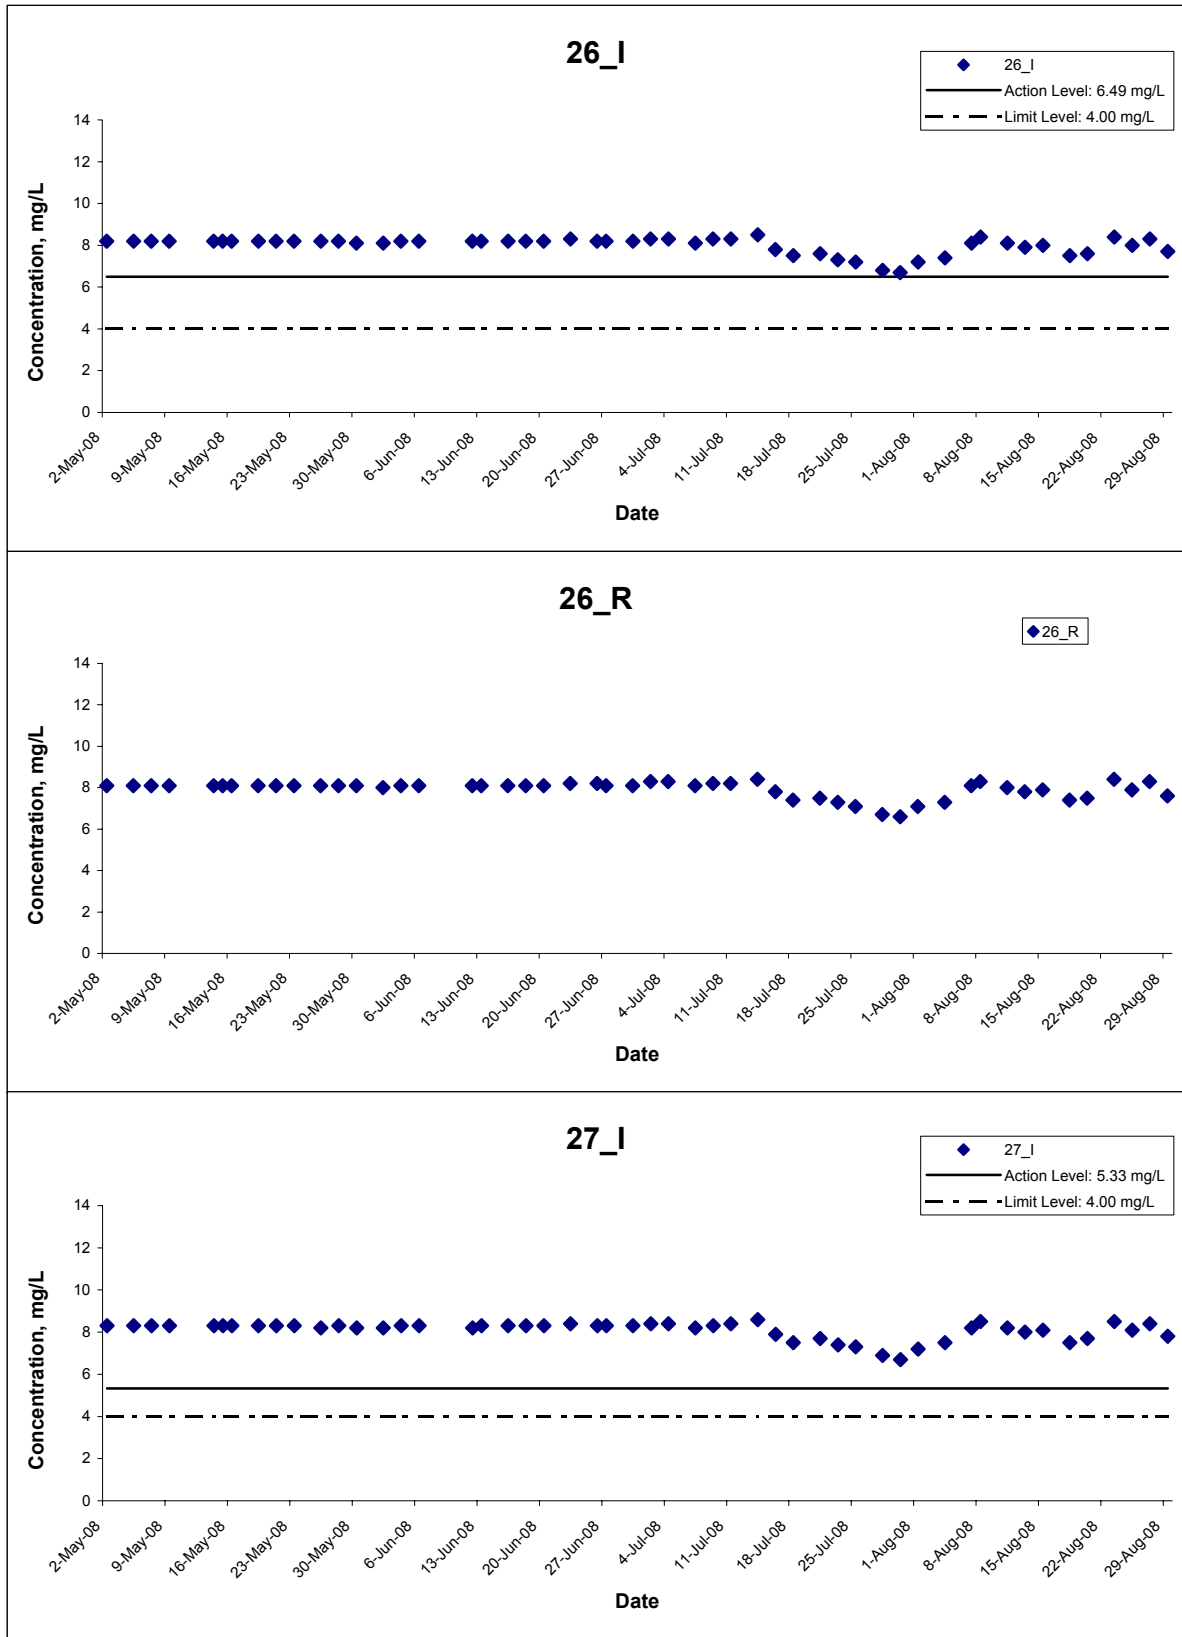 26_I
26_I
Action Level: 6.49 mg/L
Limit Level: 4.00 mg/L
Concentration, mg/L
14
12
10
8
6
4
2
0
2-May-08
9-May-08
16-May-08
23-May-08
30-May-08
6-Jun-08
13-Jun-08
20-Jun-08
27-Jun-08
4-Jul-08
11-Jul-08
18-Jul-08
25-Jul-08
1-Aug-08
8-Aug-08
15-Aug-08
22-Aug-08
29-Aug-08
Date
26_R
26_R
Concentration, mg/L
14
12
10
8
6
4
2
0
2-May-08
9-May-08
16-May-08
23-May-08
30-May-08
6-Jun-08
13-Jun-08
20-Jun-08
27-Jun-08
4-Jul-08
11-Jul-08
18-Jul-08
25-Jul-08
1-Aug-08
8-Aug-08
15-Aug-08
22-Aug-08
29-Aug-08
Date
27_I
27_I
Action Level: 5.33 mg/L
Limit Level: 4.00 mg/L
Concentration, mg/L
14
12
10
8
6
4
2
0
2-May-08
9-May-08
16-May-08
23-May-08
30-May-08
6-Jun-08
13-Jun-08
20-Jun-08
27-Jun-08
4-Jul-08
11-Jul-08
18-Jul-08
25-Jul-08
1-Aug-08
8-Aug-08
15-Aug-08
22-Aug-08
29-Aug-08
Date